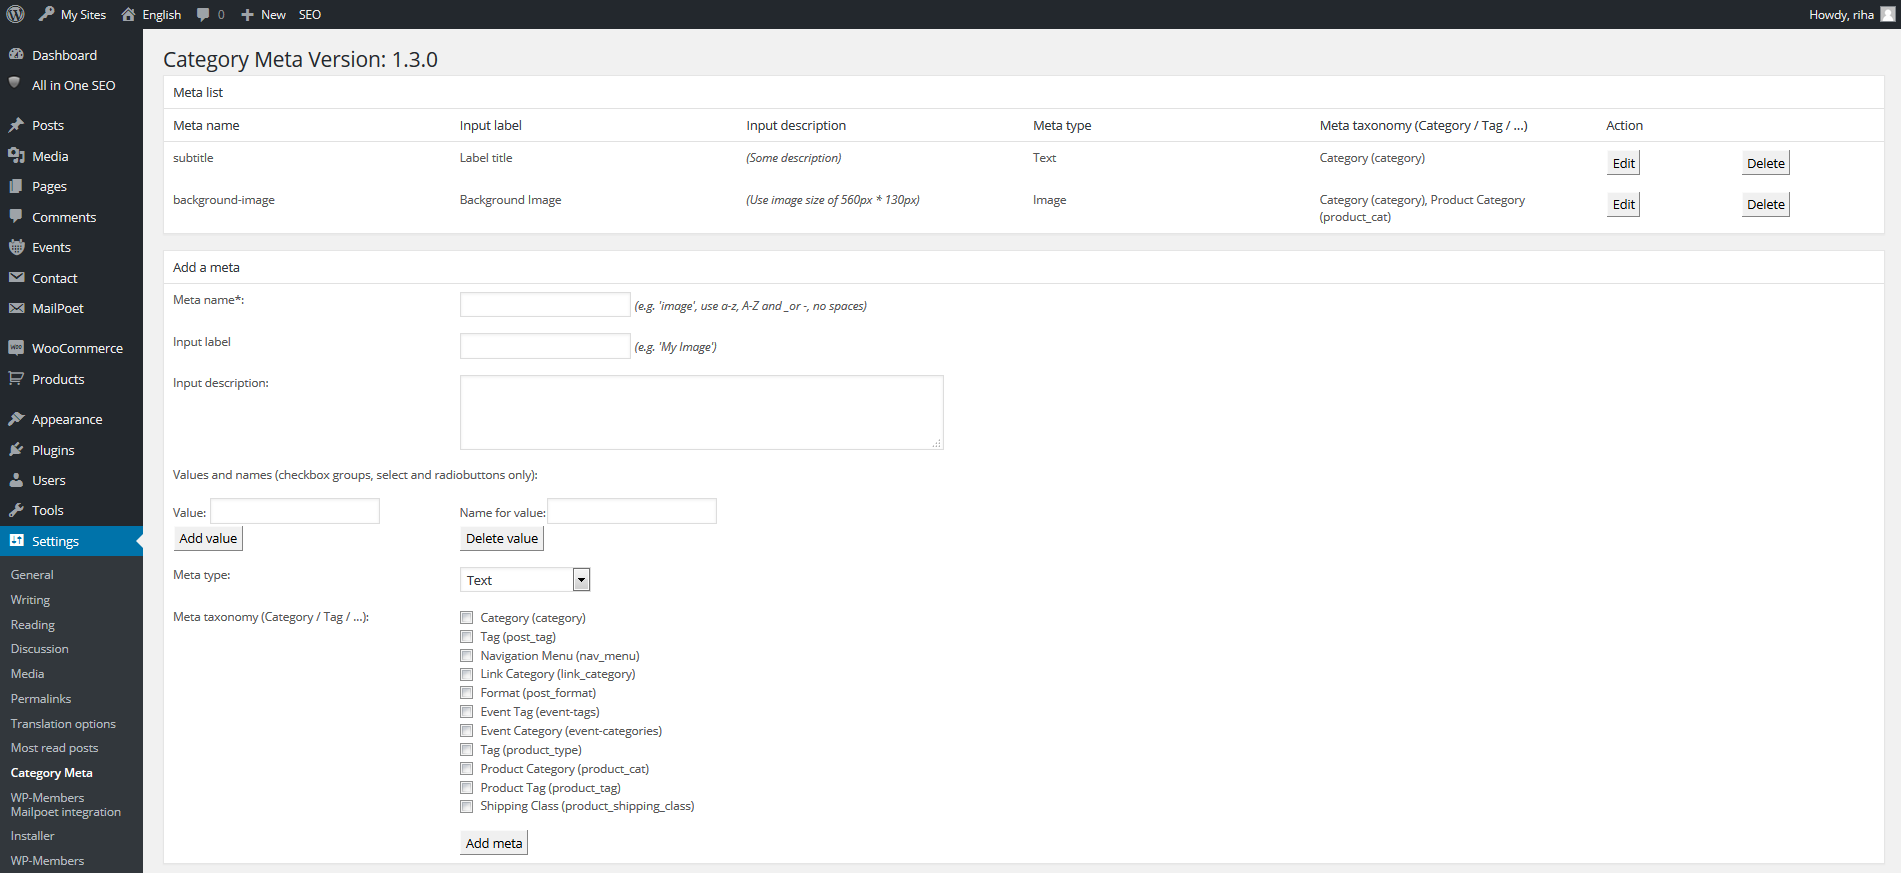 My Sites English 0 New SEO Howdy, riha
Dashboard
All in One SEO
Posts
Media
Pages
Comments
Events
Contact
MailPoet
WooCommerce
Products
Appearance
Plugins
Users
Tools
Settings
General
Writing
Reading
Discussion
Media
Permalinks
Translation options
Most read posts
Category Meta
WP-Members
Mailpoet integration
Installer
WP-Members
Category Meta Version: 1.3.0
Meta list
Meta name Input label Input description Meta type Meta taxonomy (Category / Tag / ...) Action
subtitle Label title (Some description) Text Category (category) Edit Delete
background-image Background Image (Use image size of 560px * 130px) Image Category (category), Product Category Edit Delete
(product_cat)
Add a meta
Meta name*: (e.g. 'image', use a-z, A-Z and _or -, no spaces)
Input label (e.g. 'My Image')
Input description:
Values and names (checkbox groups, select and radiobuttons only):
Value: Name for value:
Add value Delete value
Meta type: Text
Meta taxonomy (Category / Tag / ...): Category (category)
Tag (post_tag)
Navigation Menu (nav_menu)
Link Category (link_category)
Format (post_format)
Event Tag (event-tags)
Event Category (event-categories)
Tag (product_type)
Product Category (product_cat)
Product Tag (product_tag)
Shipping Class (product_shipping_class)
Add meta